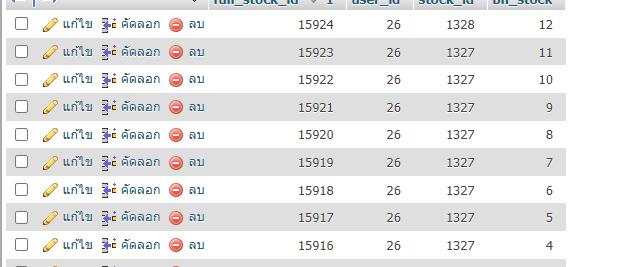 full_stock_id 1 user_id stock_id bn_stock
แก้ไข คัดลอก ลบ 15924 26 1328 12
แก้ไข คัดลอก ลบ 15923 26 1327 11
แก้ไข คัดลอก ลบ 15922 26 1327 10
แก้ไข คัดลอก ลบ 15921 26 1327 9
แก้ไข คัดลอก ลบ 15920 26 1327 8
แก้ไข คัดลอก ลบ 15919 26 1327 7
แก้ไข คัดลอก ลบ 15918 26 1327 6
แก้ไข คัดลอก ลบ 15917 26 1327 5
แก้ไข คัดลอก ลบ 15916 26 1327 4